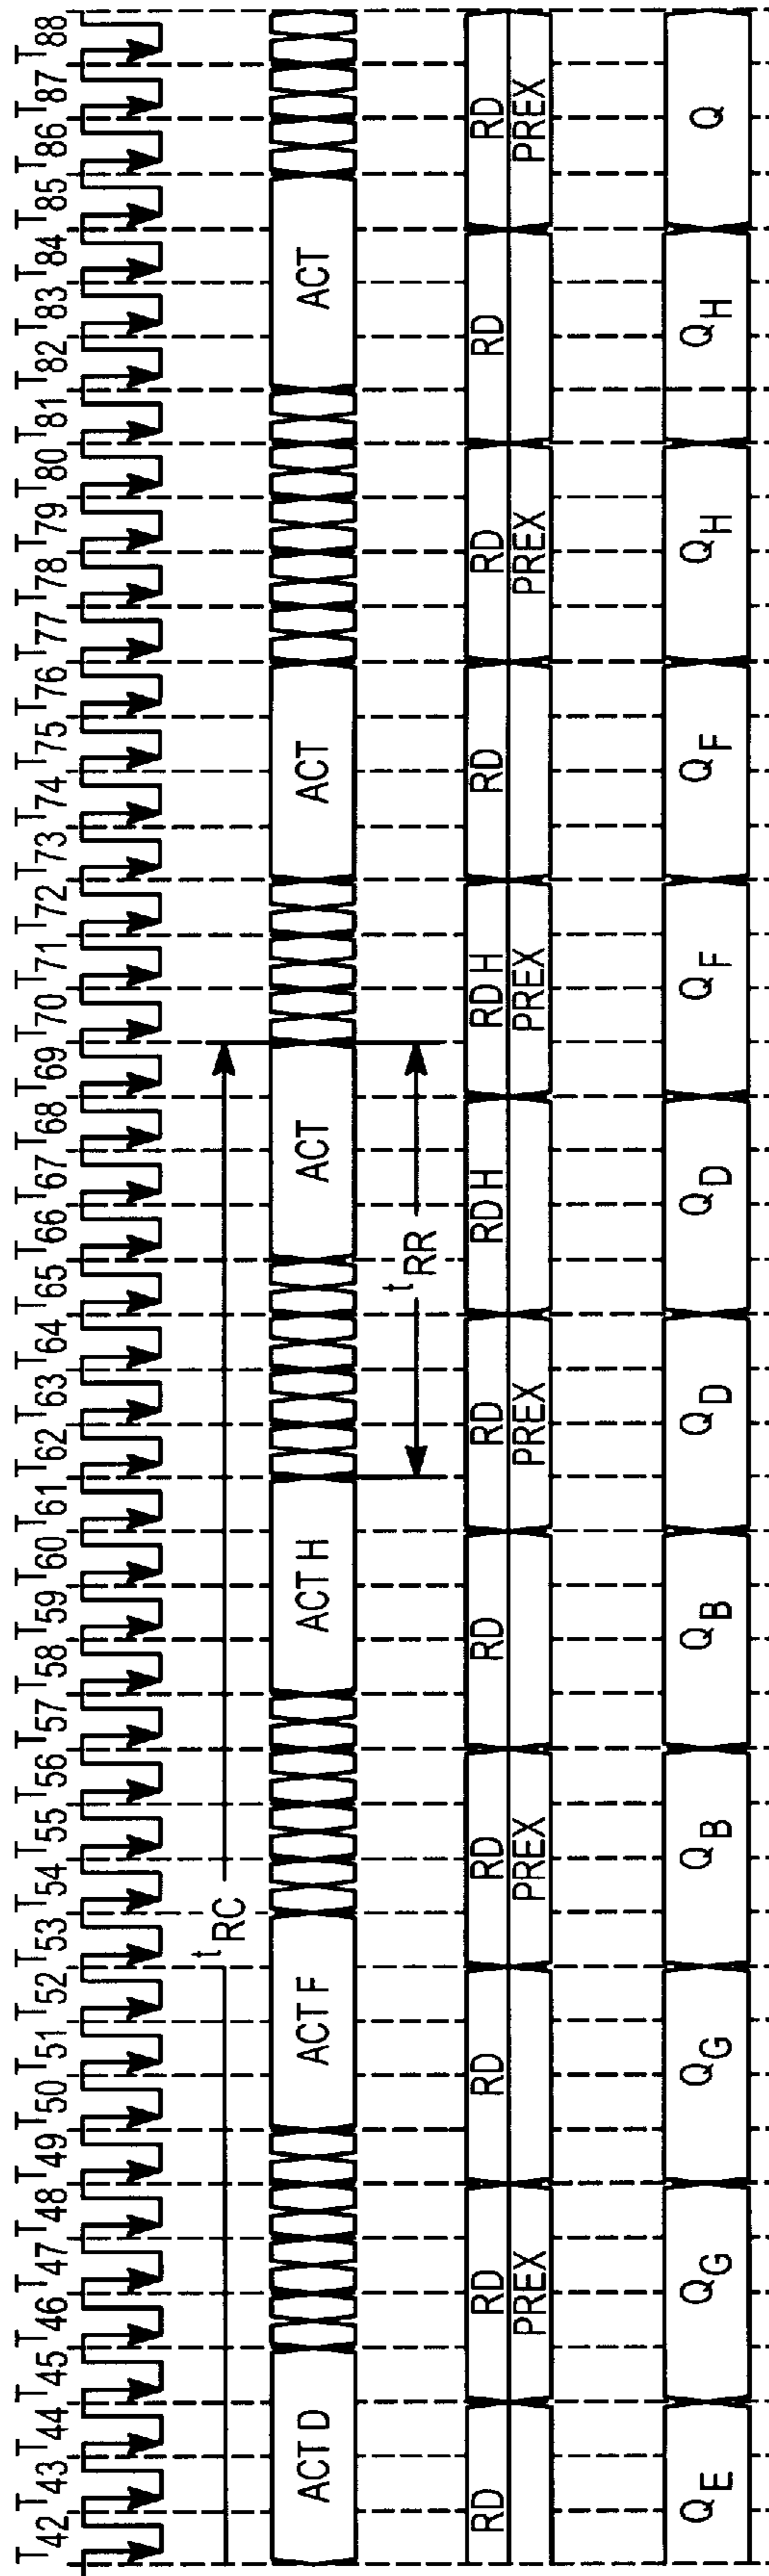 T42 T43 T44 T45 T46 T47 T48 T49 T50 T51 T52 T53 T54 T55 T56 T57 T58 T59 T60 T61 T62 T63 T64 T65 T66 T67 T68 T69 T70 T71 T72 T73 T74 T75 T76 T77 T78 T79 T80 T81 T82 T83 T84 T85 T86 T87 T88
tRC
ACT D ACT F ACT H ACT ACT ACT
tRR
RD RD RD RD RD RD RD H RD H RD RD RD RD
PREX PREX PREX PREX PREX PREX
QE QG QG QB QB QD QD QF QF QH QH Q